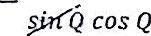 sin Q cos Q